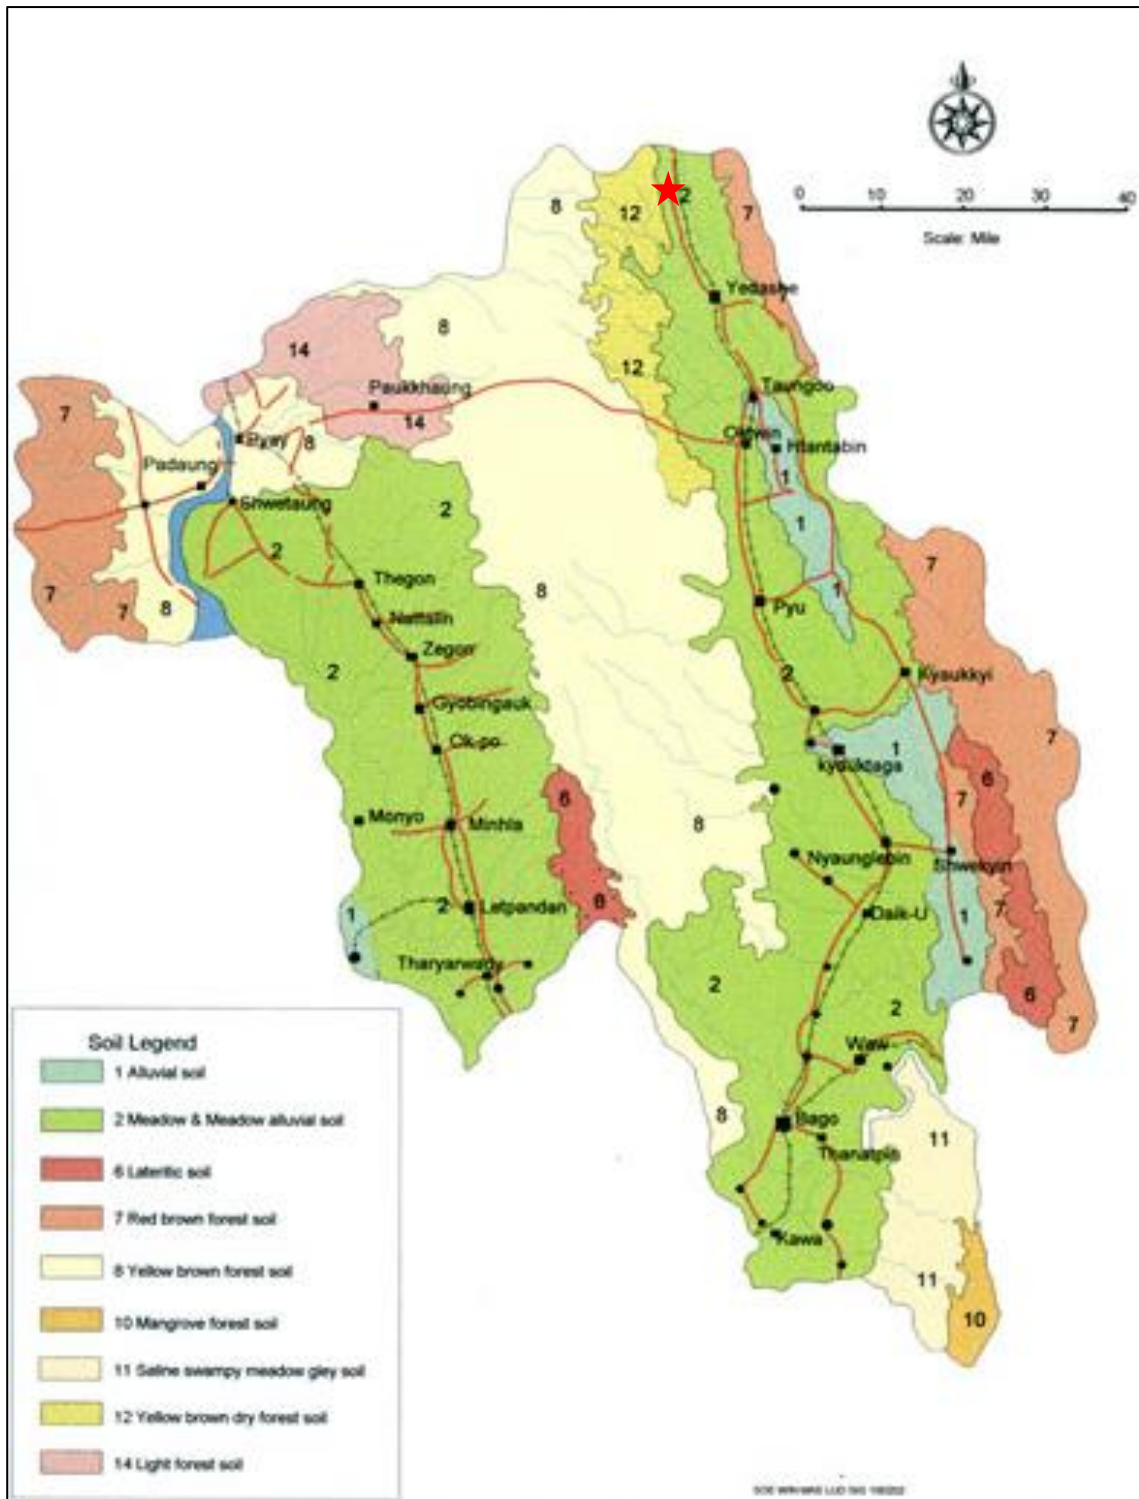 0 10 20 30 40
Scale: Mile
8
12
2
7
Yedashe
8
12
14
Paukkhaung
14
Taungoo
Htantabin
7
Padaung
8
1
1
Shwetaung
2
2
7
Thegon
8
1
7
7
8
Nattalin
Pyu
Zegon
2
2
Kyaukkyi
Gyobingauk
7
Ok-po
1
kyauktaga
6
6
7
Monyo
Minhla
8
Nyaunglebin
Shwekyin
1
2
Letpandan
Daik-U
7
1
Tharyarwady
2
2
6
7
Waw
8
Bago
11
Thanatpin
Kawa
11
10
Soil Legend
1 Alluvial soil
2 Meadow & Meadow alluvial soil
6 Lateritic soil
7 Red brown forest soil
8 Yellow brown forest soil
10 Mangrove forest soil
11 Saline swampy meadow gley soil
12 Yellow brown dry forest soil
14 Light forest soil